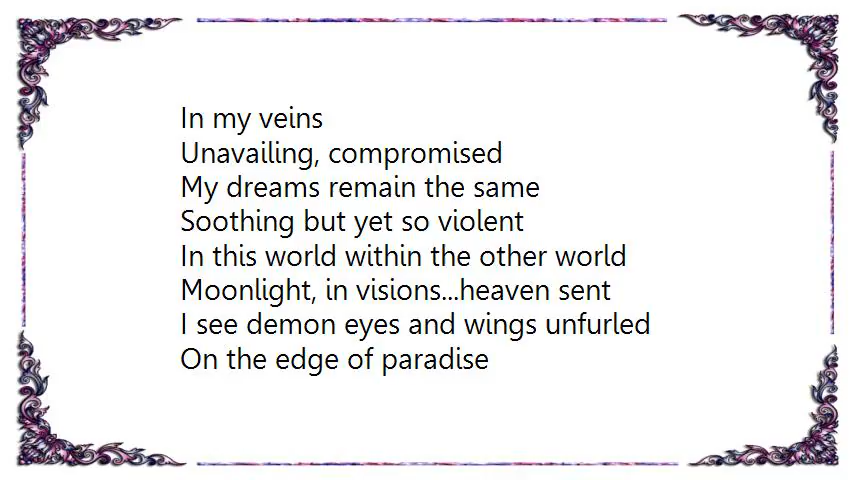 In my veins
Unavailing, compromised
My dreams remain the same
Soothing but yet so violent
In this world within the other world
Moonlight, in visions...heaven sent
I see demon eyes and wings unfurled
On the edge of paradise